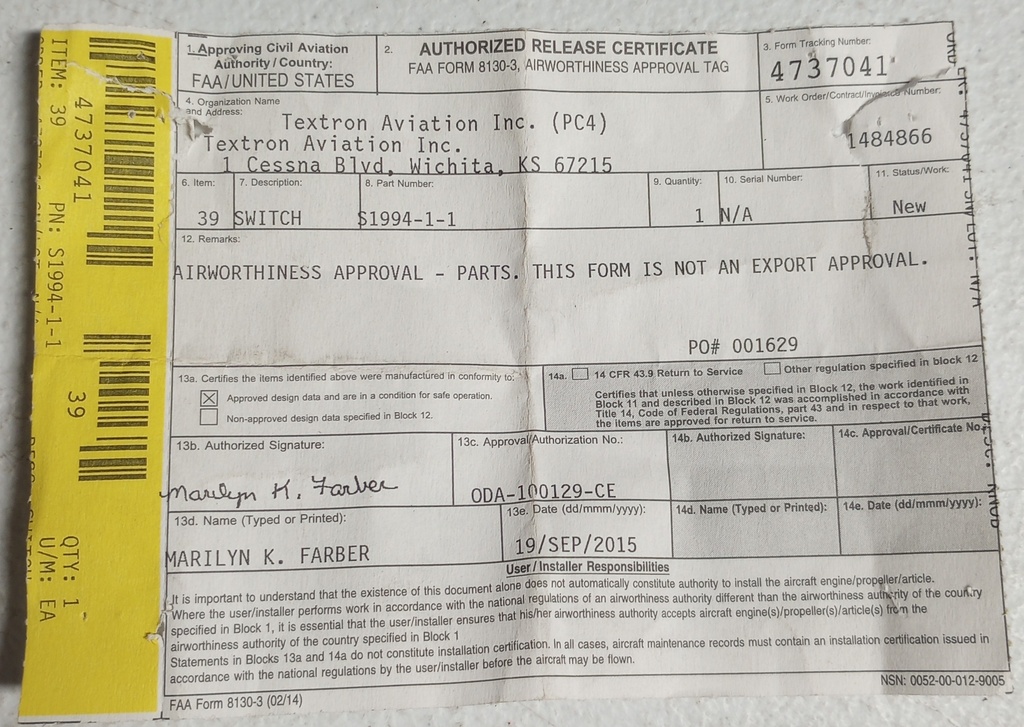 1. Approving Civil Aviation
Authority / Country:
FAA/UNITED STATES
2.
AUTHORIZED RELEASE CERTIFICATE
FAA FORM 8130-3, AIRWORTHINESS APPROVAL TAG
3. Form Tracking Number:
4737041
4. Organization Name
and Address:
Textron Aviation Inc. (PC4)
Textron Aviation Inc.
1 Cessna Blvd, Wichita, KS 67215
5. Work Order/Contract/Invoice Number:
1484866
6. Item:
39
7. Description:
SWITCH
8. Part Number:
S1994-1-1
9. Quantity:
1
10. Serial Number:
N/A
11. Status/Work:
New
12. Remarks:
AIRWORTHINESS APPROVAL - PARTS. THIS FORM IS NOT AN EXPORT APPROVAL.
PO# 001629
13a. Certifies the items identified above were manufactured in conformity to:
Approved design data and are in a condition for safe operation.
Non-approved design data specified in Block 12.
14a. 14 CFR 43.9 Return to Service Other regulation specified in block 12
Certifies that unless otherwise specified in Block 12, the work identified in
Block 11 and described in Block 12 was accomplished in accordance with
Title 14, Code of Federal Regulations, part 43 and in respect to that work,
the items are approved for return to service.
13b. Authorized Signature:
Marilyn K. Farber
13c. Approval/Authorization No.:
ODA-100129-CE
14b. Authorized Signature:
14c. Approval/Certificate No.:
13d. Name (Typed or Printed):
MARILYN K. FARBER
13e. Date (dd/mmm/yyyy):
19/SEP/2015
14d. Name (Typed or Printed):
14e. Date (dd/mmm/yyyy):
User / Installer Responsibilities
It is important to understand that the existence of this document alone does not automatically constitute authority to install the aircraft engine/propeller/article.
Where the user/installer performs work in accordance with the national regulations of an airworthiness authority different than the airworthiness authority of the country
specified in Block 1, it is essential that the user/installer ensures that his/her airworthiness authority accepts aircraft engine(s)/propeller(s)/article(s) from the
airworthiness authority of the country specified in Block 1
Statements in Blocks 13a and 14a do not constitute installation certification. In all cases, aircraft maintenance records must contain an installation certification issued in
accordance with the national regulations by the user/installer before the aircraft may be flown.
FAA Form 8130-3 (02/14)
NSN: 0052-00-012-9005
4737041
39
ITEM: 39 PN: S1994-1-1
QTY: 1
U/M: EA